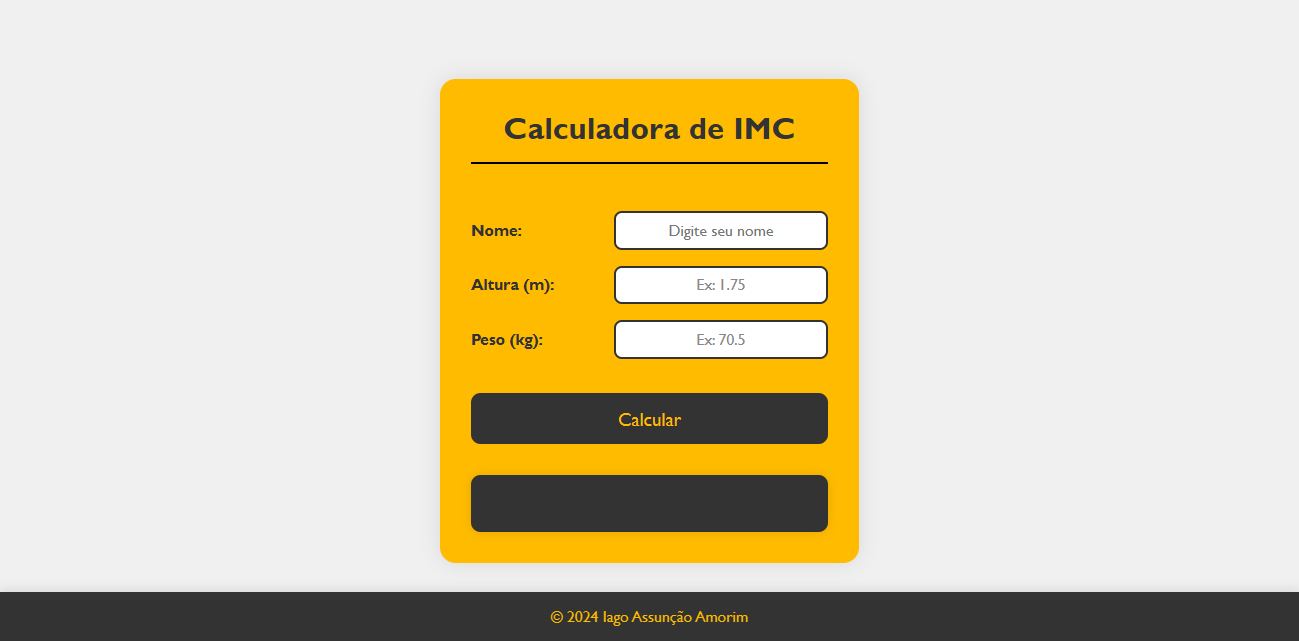 Calculadora de IMC
Nome: Digite seu nome
Altura (m): Ex: 1.75
Peso (kg): Ex: 70.5
Calcular
© 2024 Iago Assunção Amorim